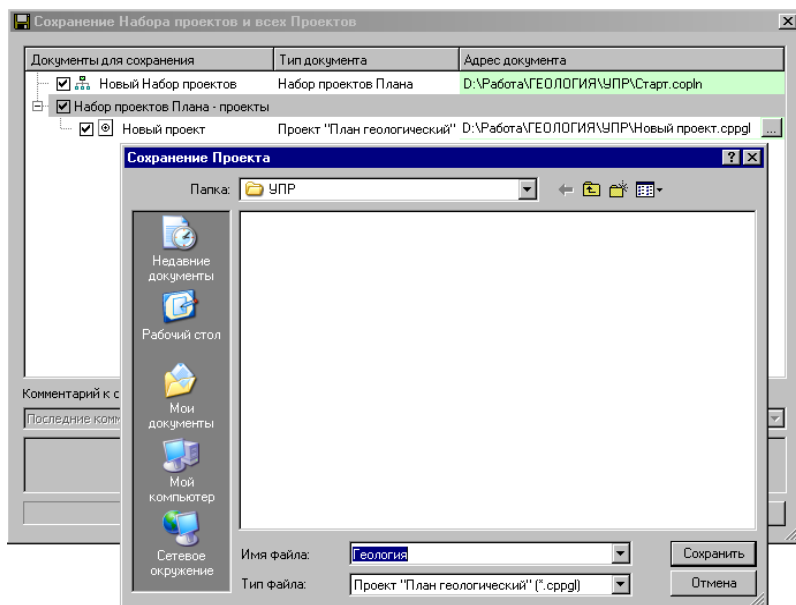 Сохранение Набора проектов и всех Проектов
Документы для сохранения Тип документа Адрес документа
Новый Набор проектов Набор проектов Плана D:\Работа\ГЕОЛОГИЯ\УПР\Старт.copln
Набор проектов Плана - проекты
Новый проект Проект "План геологический" D:\Работа\ГЕОЛОГИЯ\УПР\Новый проект.cppgl ...
Сохранение Проекта
Папка: УПР
Недавние
документы
Рабочий стол
Комментарий к с
Мои
документы
Последние комм
Мой
компьютер
Сетевое
окружение
Имя файла: Геология Сохранить
Тип файла: Проект "План геологический" (*.cppgl) Отмена